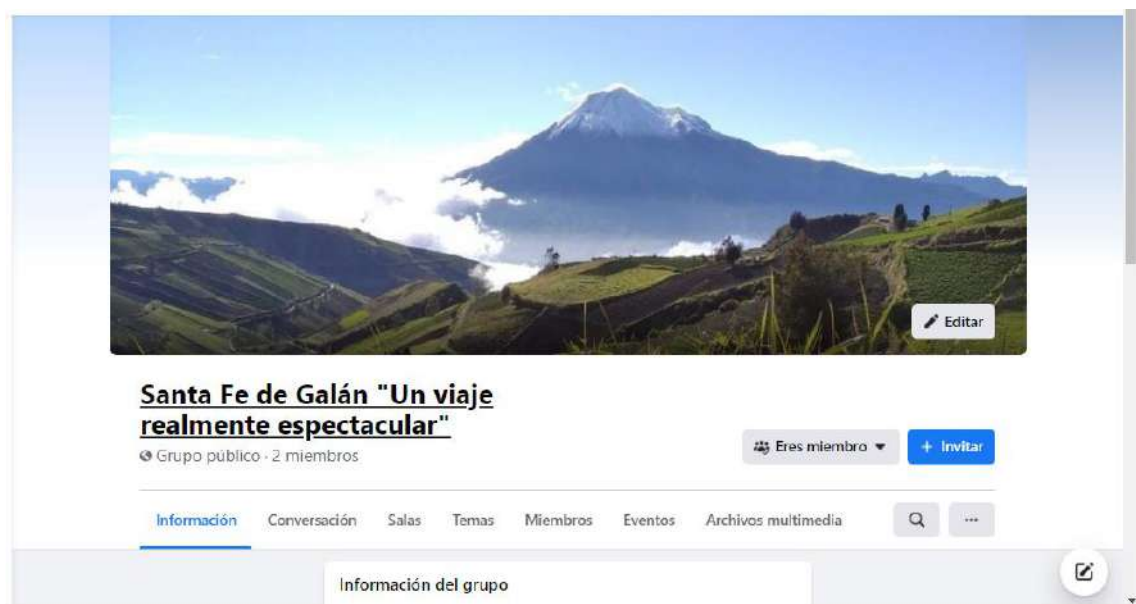 Editar
Santa Fe de Galán "Un viaje
realmente espectacular"
Grupo público · 2 miembros
Eres miembro
+ Invitar
Información Conversación Salas Temas Miembros Eventos Archivos multimedia
Información del grupo